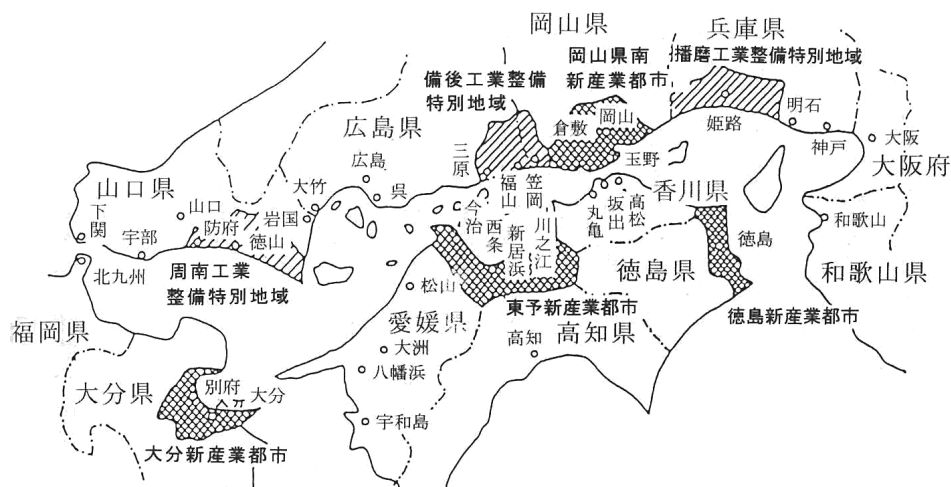 岡山県
兵庫県
岡山県南
新産業都市
播磨工業整備特別地域
備後工業整備
特別地域
広島県
倉敷
岡山
姫路
明石
神戸
大阪
大阪府
三原
広島
呉
大竹
岩国
山口県
山口
防府
徳山
下関
宇部
北九州
周南工業
整備特別地域
福山
笠岡
玉野
香川県
丸亀
坂出
高松
今治
西条
新居浜
川之江
徳島県
徳島
和歌山
和歌山県
松山
東予新産業都市
徳島新産業都市
愛媛県
高知県
高知
福岡県
大洲
八幡浜
宇和島
大分県
別府
大分
大分
大分新産業都市